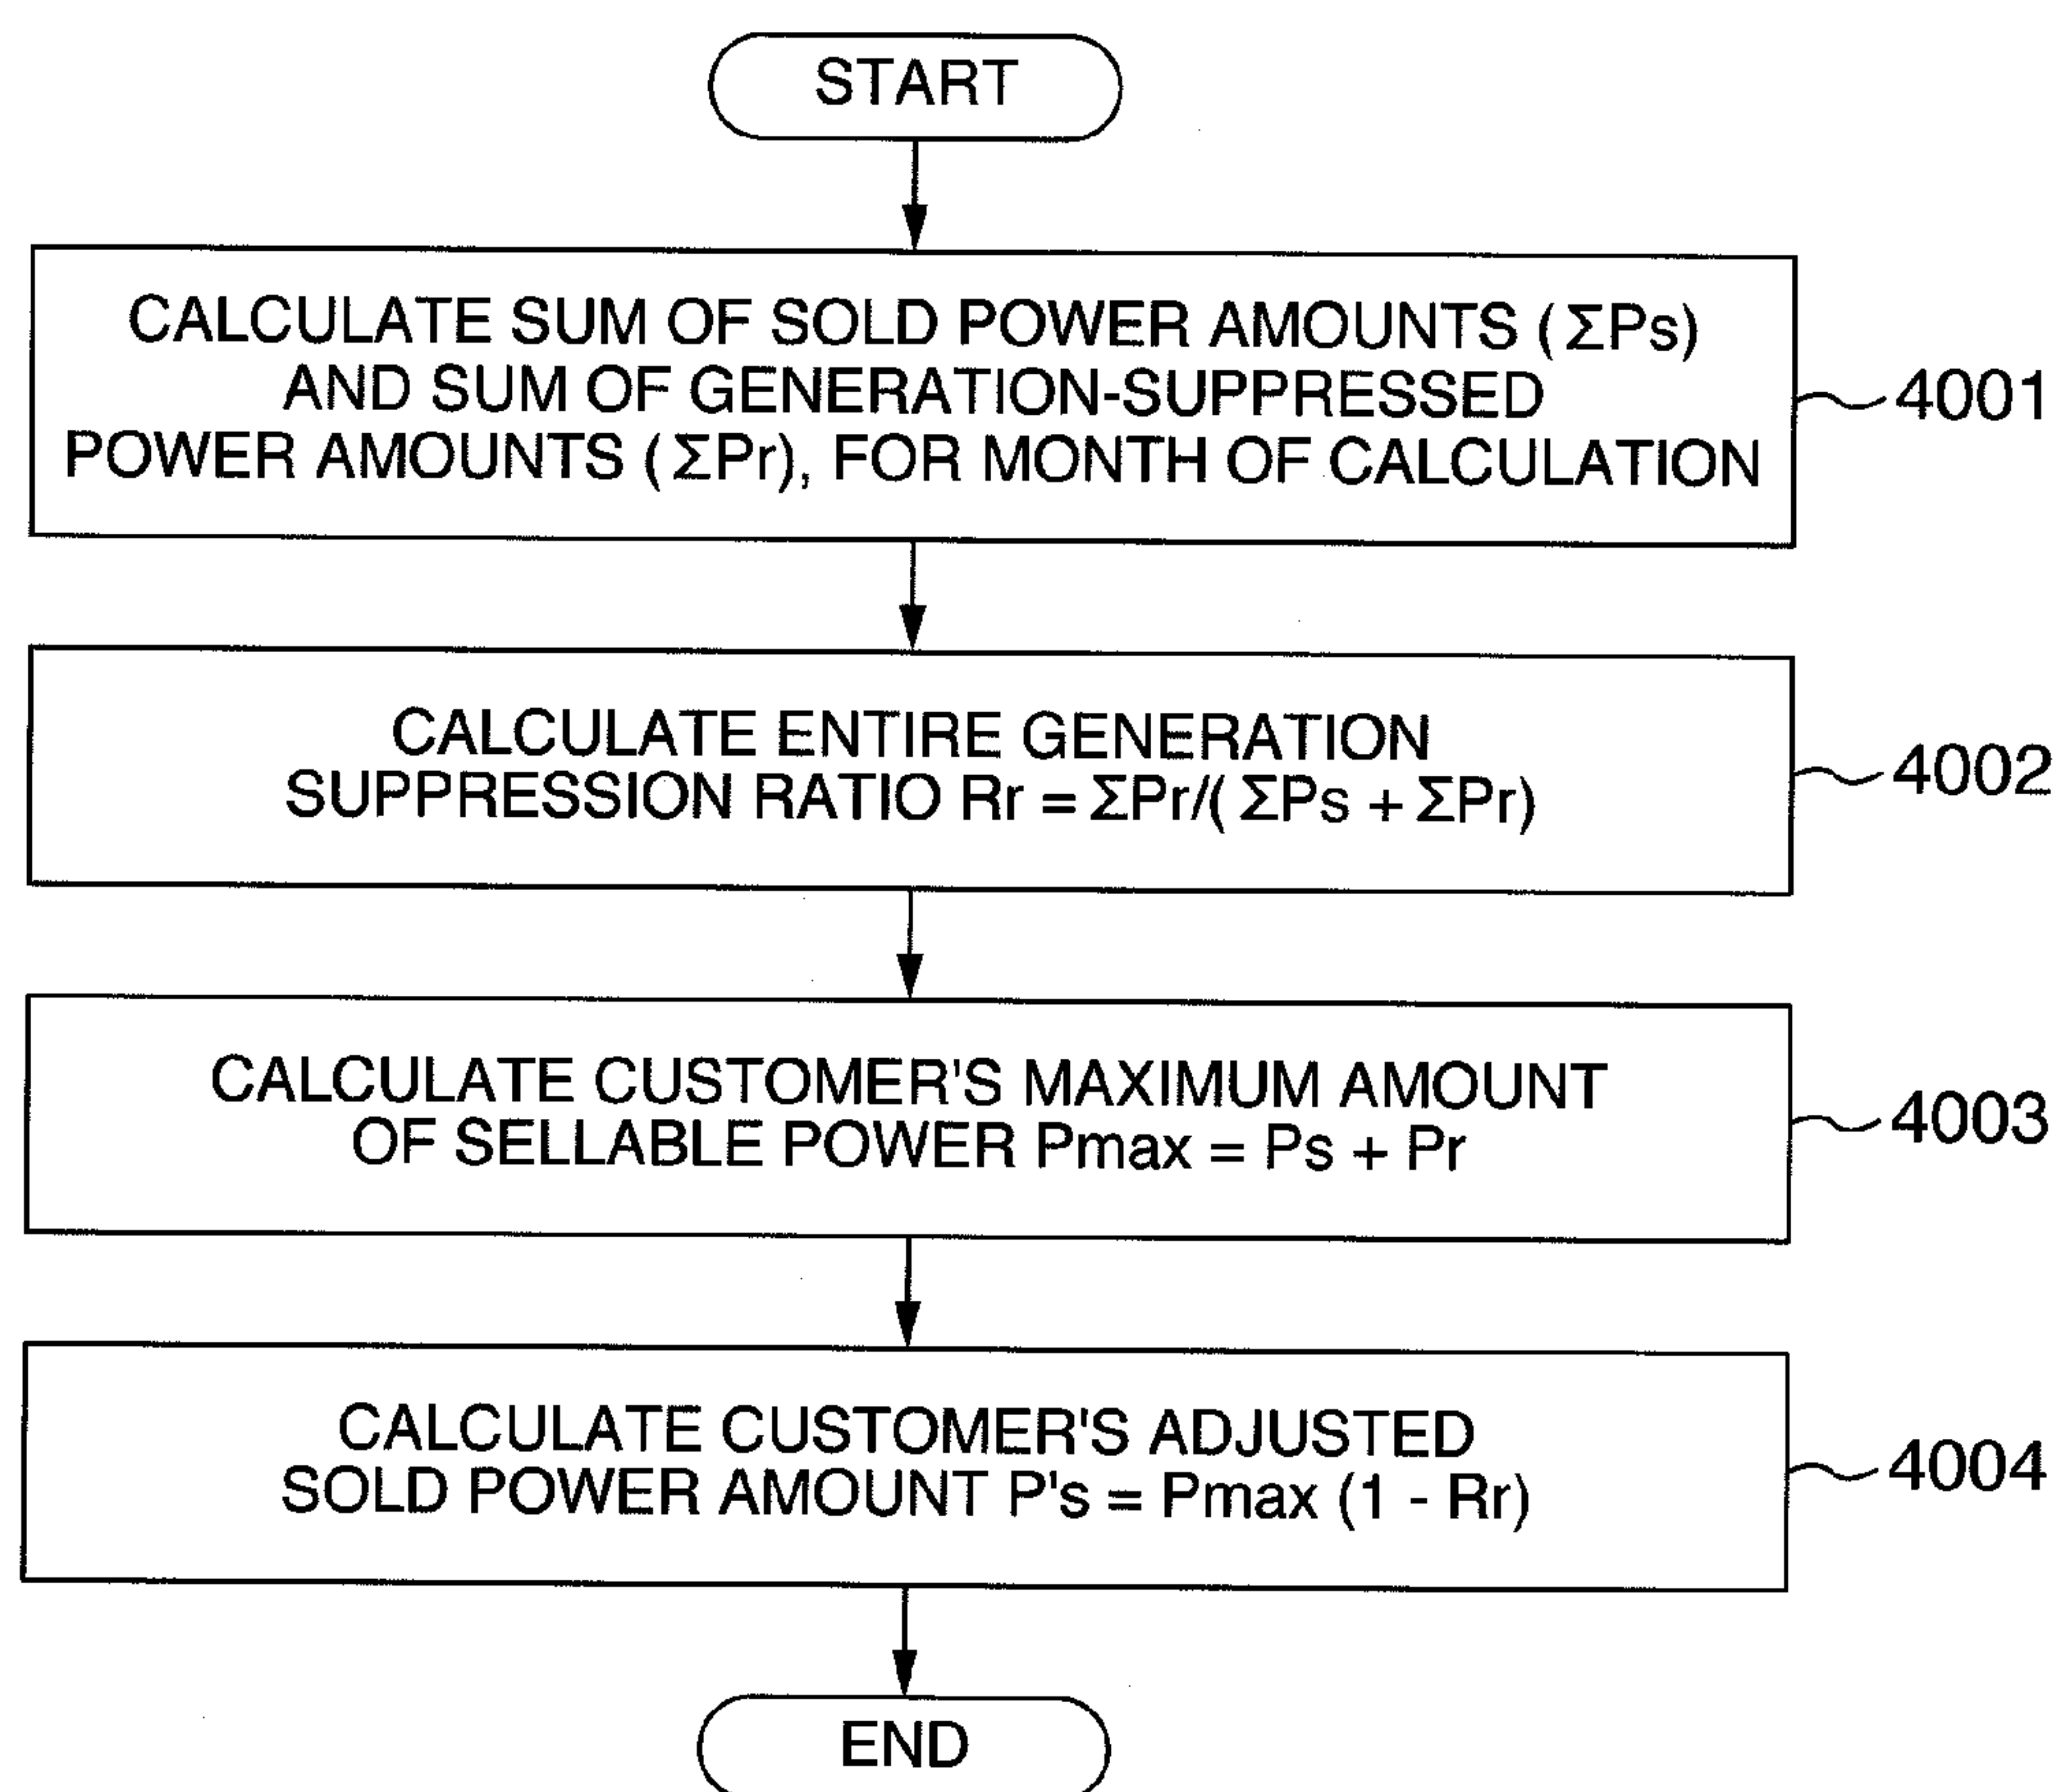 START
CALCULATE SUM OF SOLD POWER AMOUNTS (ΣPs)
AND SUM OF GENERATION-SUPPRESSED
POWER AMOUNTS (ΣPr), FOR MONTH OF CALCULATION
4001
CALCULATE ENTIRE GENERATION
SUPPRESSION RATIO Rr = ΣPr/(ΣPs + ΣPr)
4002
CALCULATE CUSTOMER'S MAXIMUM AMOUNT
OF SELLABLE POWER Pmax = Ps + Pr
4003
CALCULATE CUSTOMER'S ADJUSTED
SOLD POWER AMOUNT P's = Pmax (1 - Rr)
4004
END